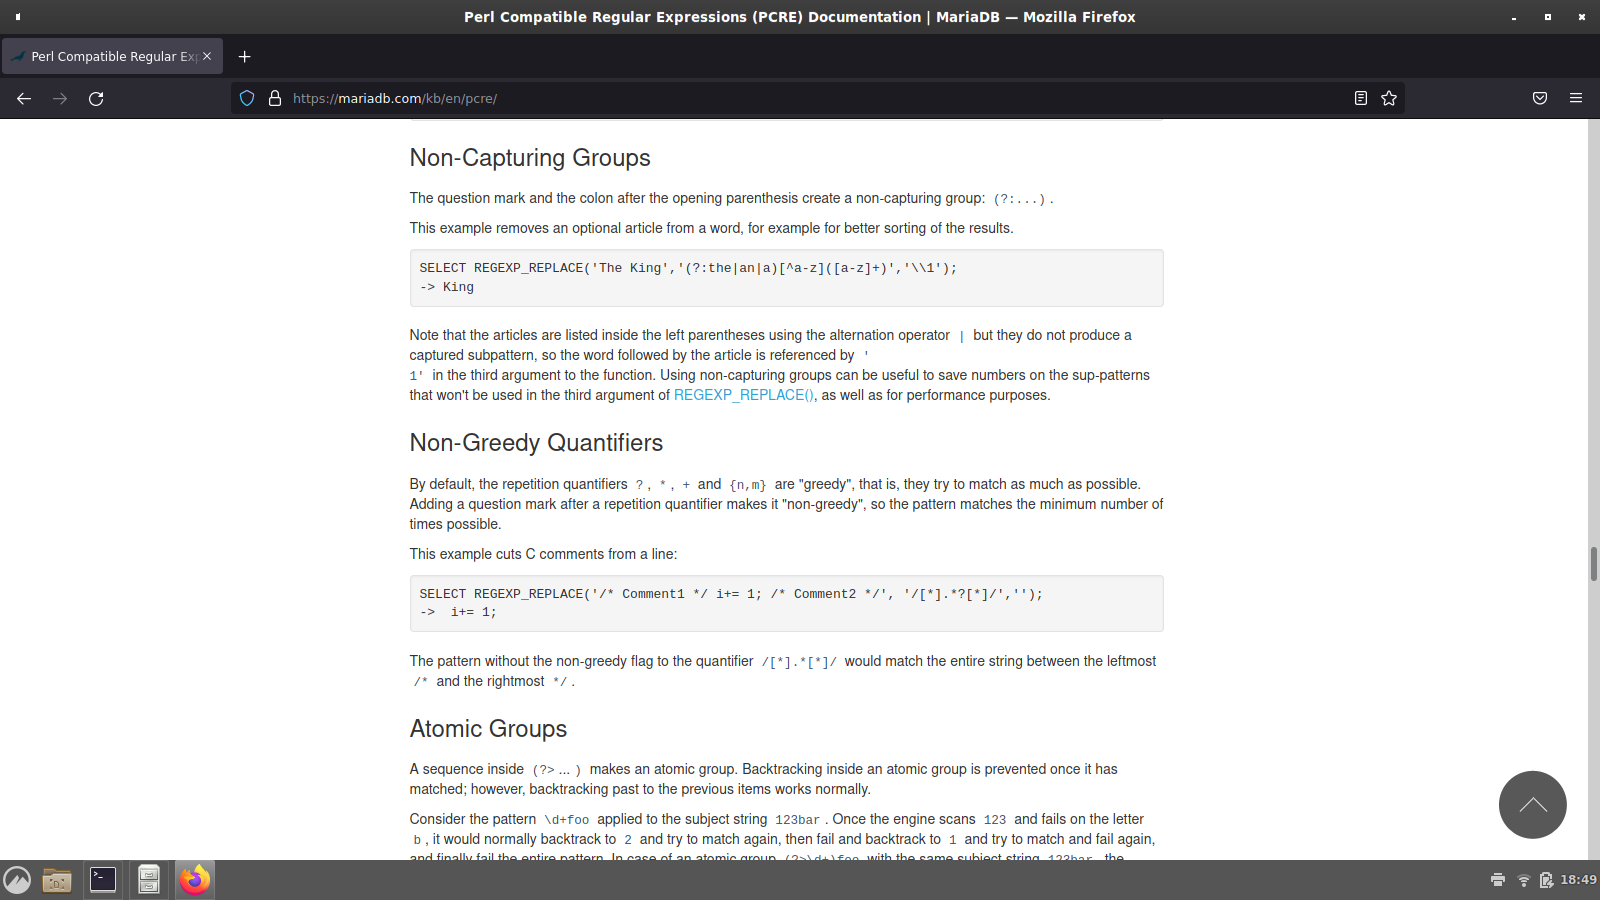 Perl Compatible Regular Expressions (PCRE) Documentation | MariaDB — Mozilla Firefox
Perl Compatible Regular Exp
https://mariadb.com/kb/en/pcre/
Non-Capturing Groups
The question mark and the colon after the opening parenthesis create a non-capturing group: (?:...).
This example removes an optional article from a word, for example for better sorting of the results.
SELECT REGEXP_REPLACE('The King','(?:the|an|a)[^a-z]([a-z]+)','\\1');
-> King
Note that the articles are listed inside the left parentheses using the alternation operator | but they do not produce a
captured subpattern, so the word followed by the article is referenced by '
1' in the third argument to the function. Using non-capturing groups can be useful to save numbers on the sup-patterns
that won't be used in the third argument of REGEXP_REPLACE(), as well as for performance purposes.
Non-Greedy Quantifiers
By default, the repetition quantifiers ?, *, + and {n,m} are "greedy", that is, they try to match as much as possible.
Adding a question mark after a repetition quantifier makes it "non-greedy", so the pattern matches the minimum number of
times possible.
This example cuts C comments from a line:
SELECT REGEXP_REPLACE('/* Comment1 */ i+= 1; /* Comment2 */', '/[*].*?[*]/','');
->  i+= 1;
The pattern without the non-greedy flag to the quantifier /[*].*[*]/ would match the entire string between the leftmost
/* and the rightmost */.
Atomic Groups
A sequence inside (?>...) makes an atomic group. Backtracking inside an atomic group is prevented once it has
matched; however, backtracking past to the previous items works normally.
Consider the pattern \d+foo applied to the subject string 123bar. Once the engine scans 123 and fails on the letter
b, it would normally backtrack to 2 and try to match again, then fail and backtrack to 1 and try to match and fail again,
and finally fail the entire pattern. In case of an atomic group (?>\d+)foo with the same subject string 123bar, the
18:49